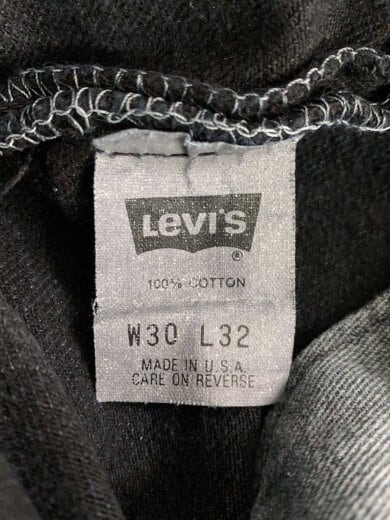 Levi's
®
100% COTTON
W30 L32
MADE IN U.S.A.
CARE ON REVERSE